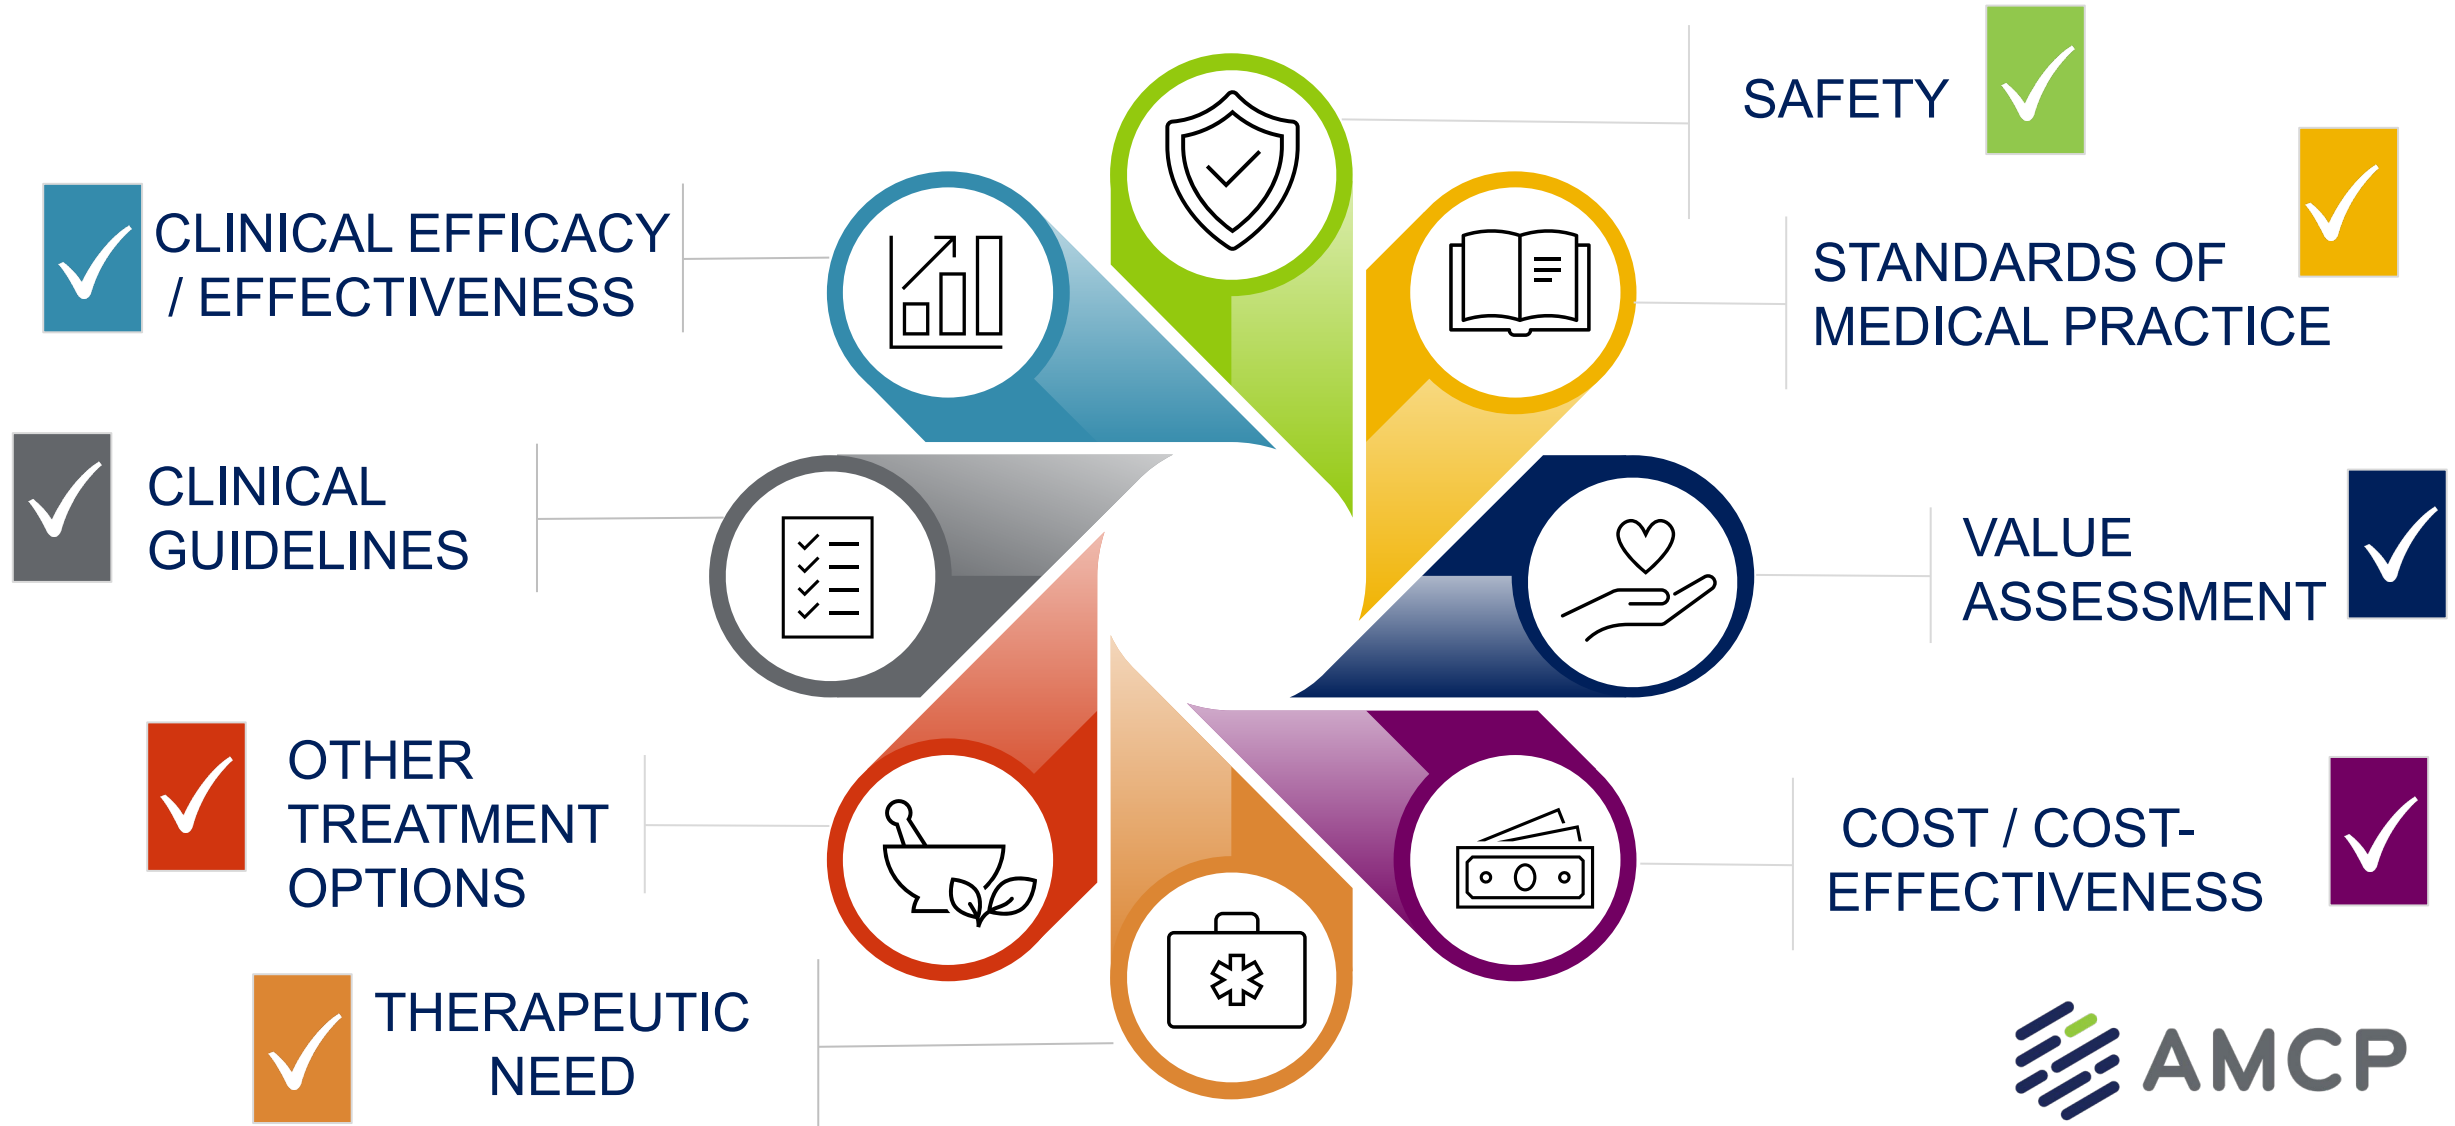 SAFETY
CLINICAL EFFICACY
/ EFFECTIVENESS
STANDARDS OF
MEDICAL PRACTICE
CLINICAL
GUIDELINES
VALUE
ASSESSMENT
OTHER
TREATMENT
OPTIONS
COST / COST-
EFFECTIVENESS
THERAPEUTIC
NEED
AMCP